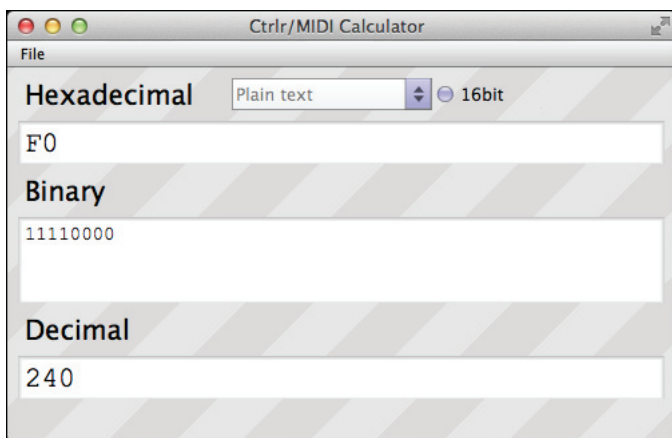 Ctrlr/MIDI Calculator
File
Hexadecimal Plain text 16bit
F0
Binary
11110000
Decimal
240